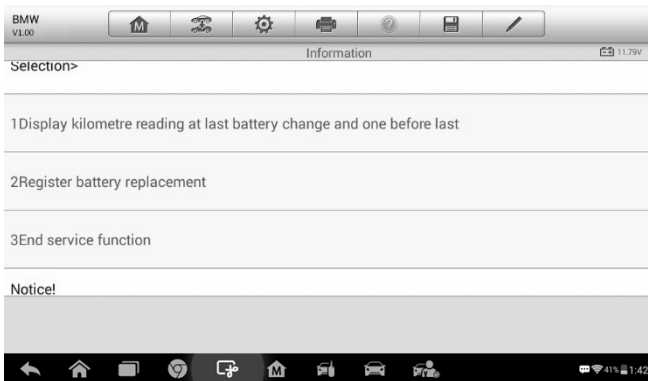 BMW
V1.00
Information
11.79V
Selection>
1Display kilometre reading at last battery change and one before last
2Register battery replacement
3End service function
Notice!
41% 1:42